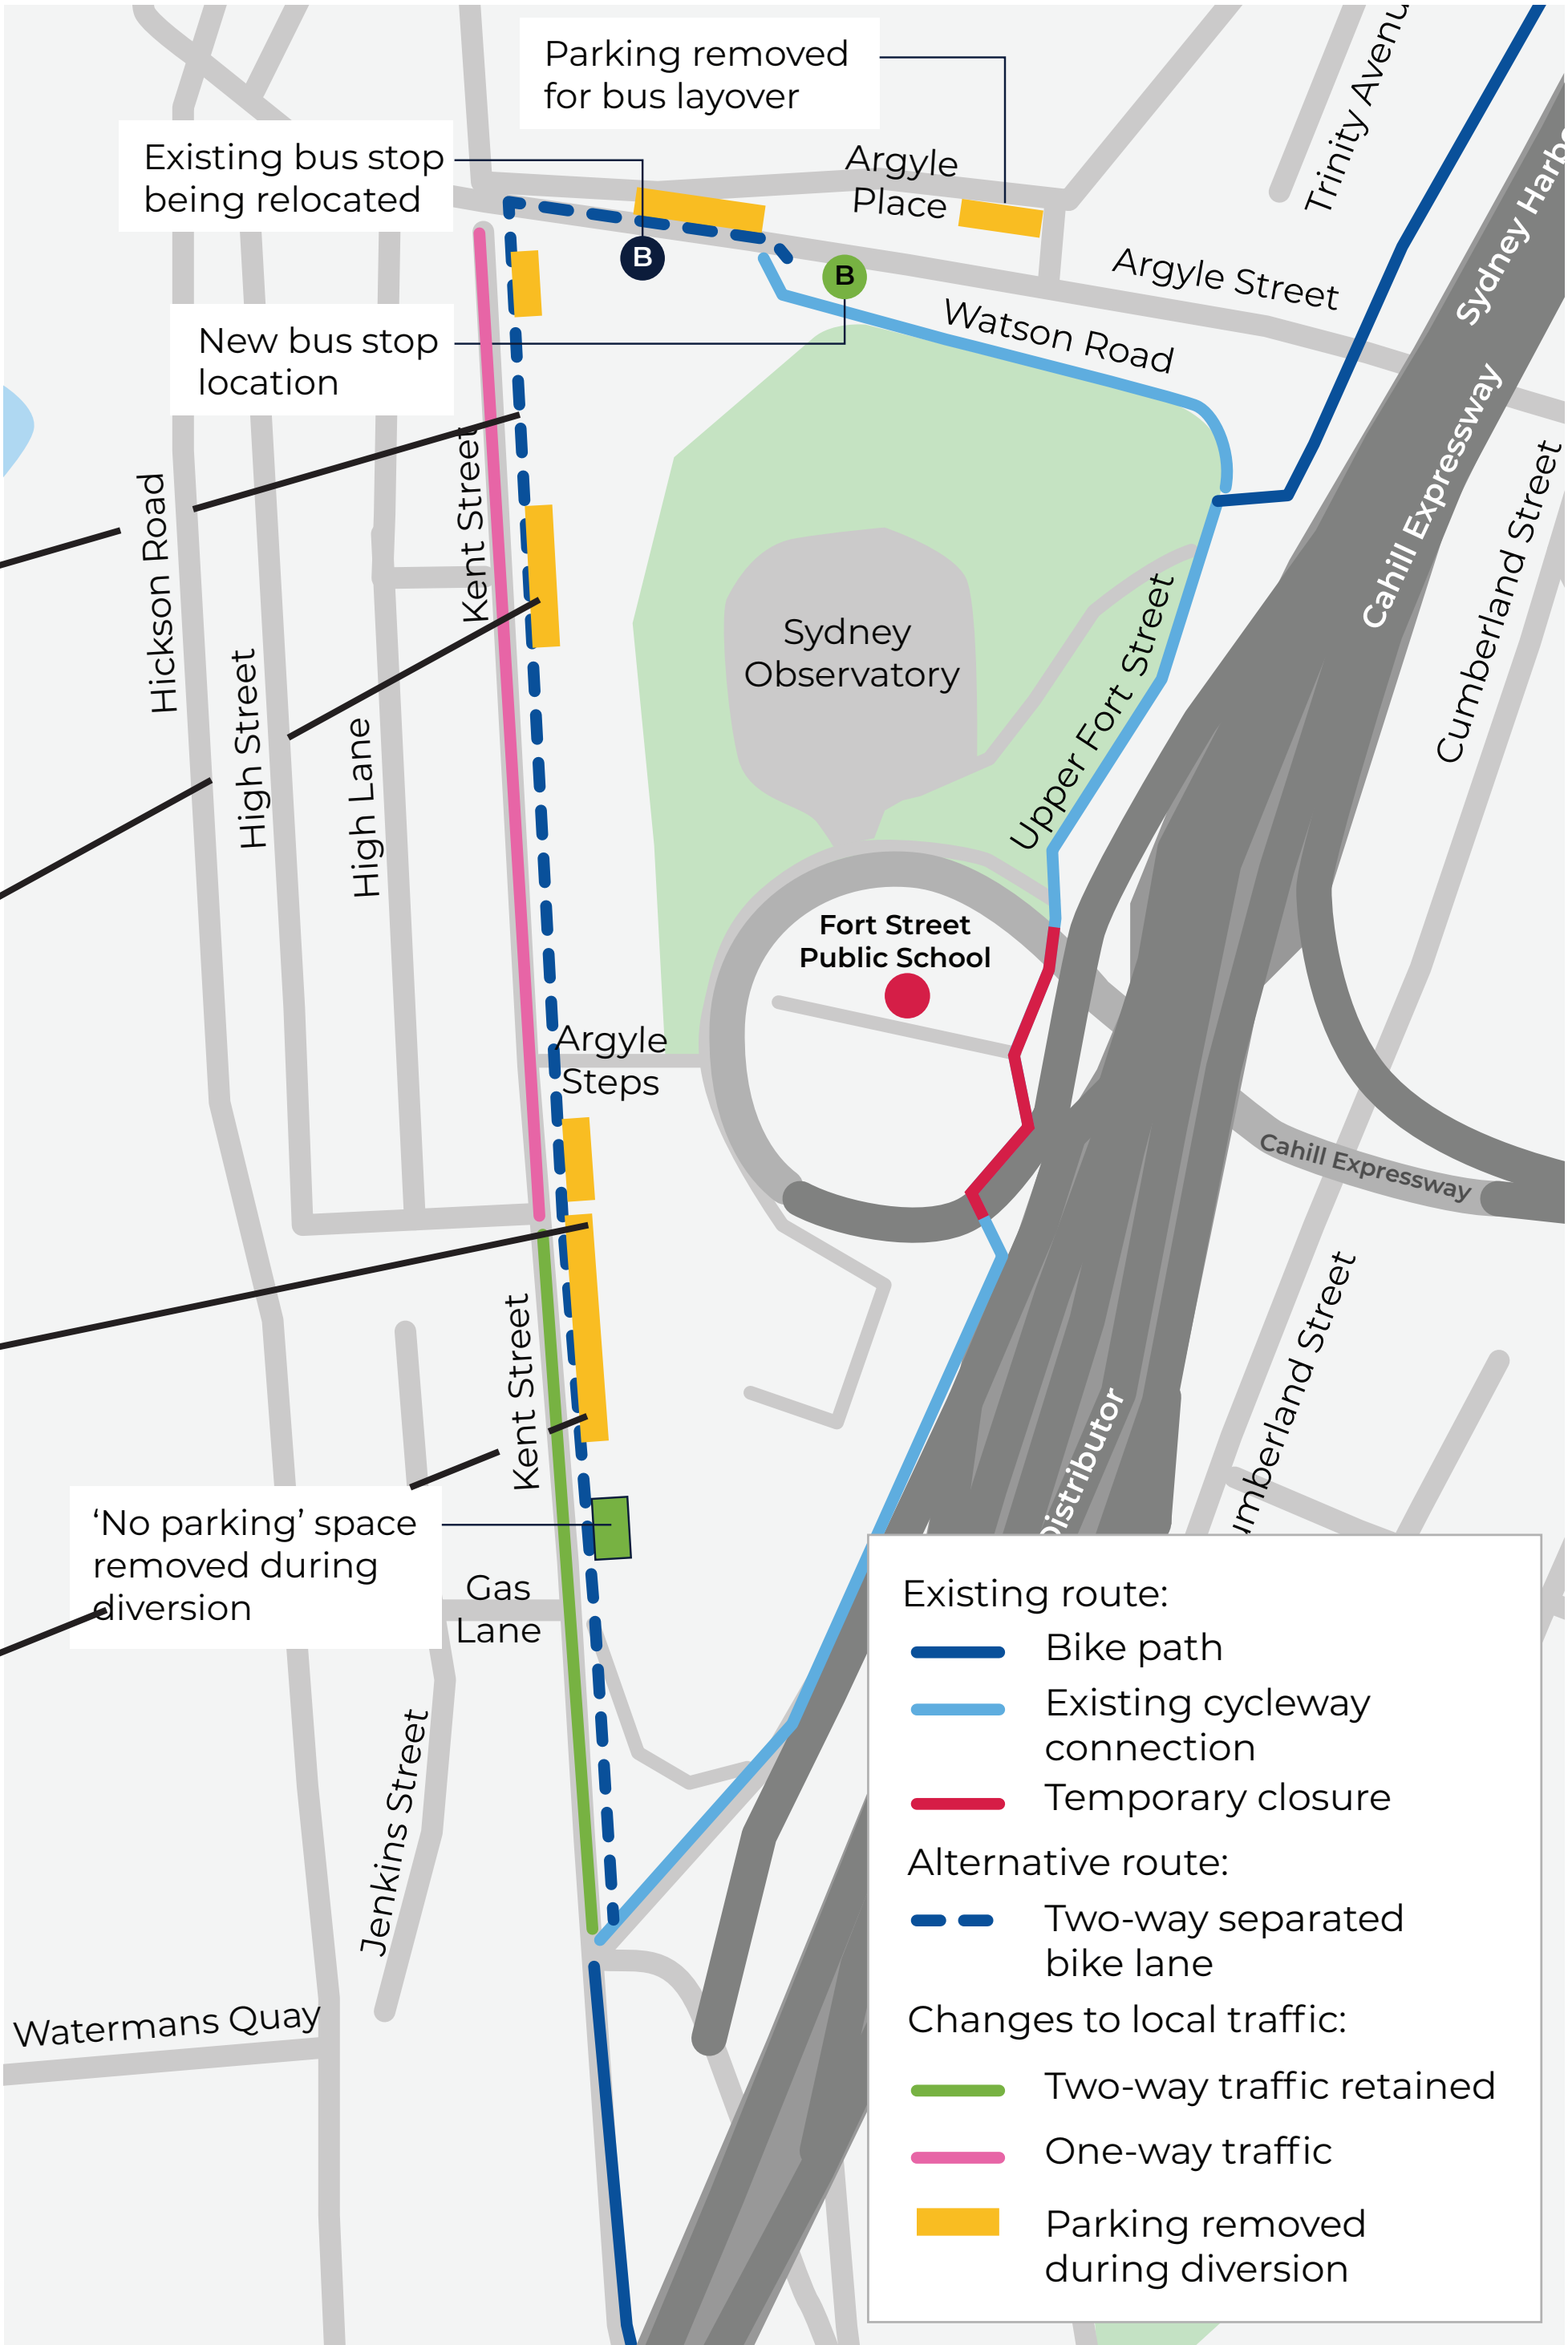 Parking removed
for bus layover
Trinity Avenu
Existing bus stop
being relocated
Argyle
Place
B
B
Argyle Street
Sydney Harbo
New bus stop
location
Watson Road
Cahill Expressway
Kent Street
Hickson Road
Cumberland Street
Sydney
Observatory
Upper Fort Street
High Street
High Lane
Fort Street
Public School
Argyle
Steps
Cahill Expressway
Kent Street
Cumberland Street
Distributor
‘No parking’ space
removed during
diversion
Gas
Lane
Jenkins Street
Watermans Quay
Existing route:
Bike path
Existing cycleway
connection
Temporary closure
Alternative route:
Two-way separated
bike lane
Changes to local traffic:
Two-way traffic retained
One-way traffic
Parking removed
during diversion